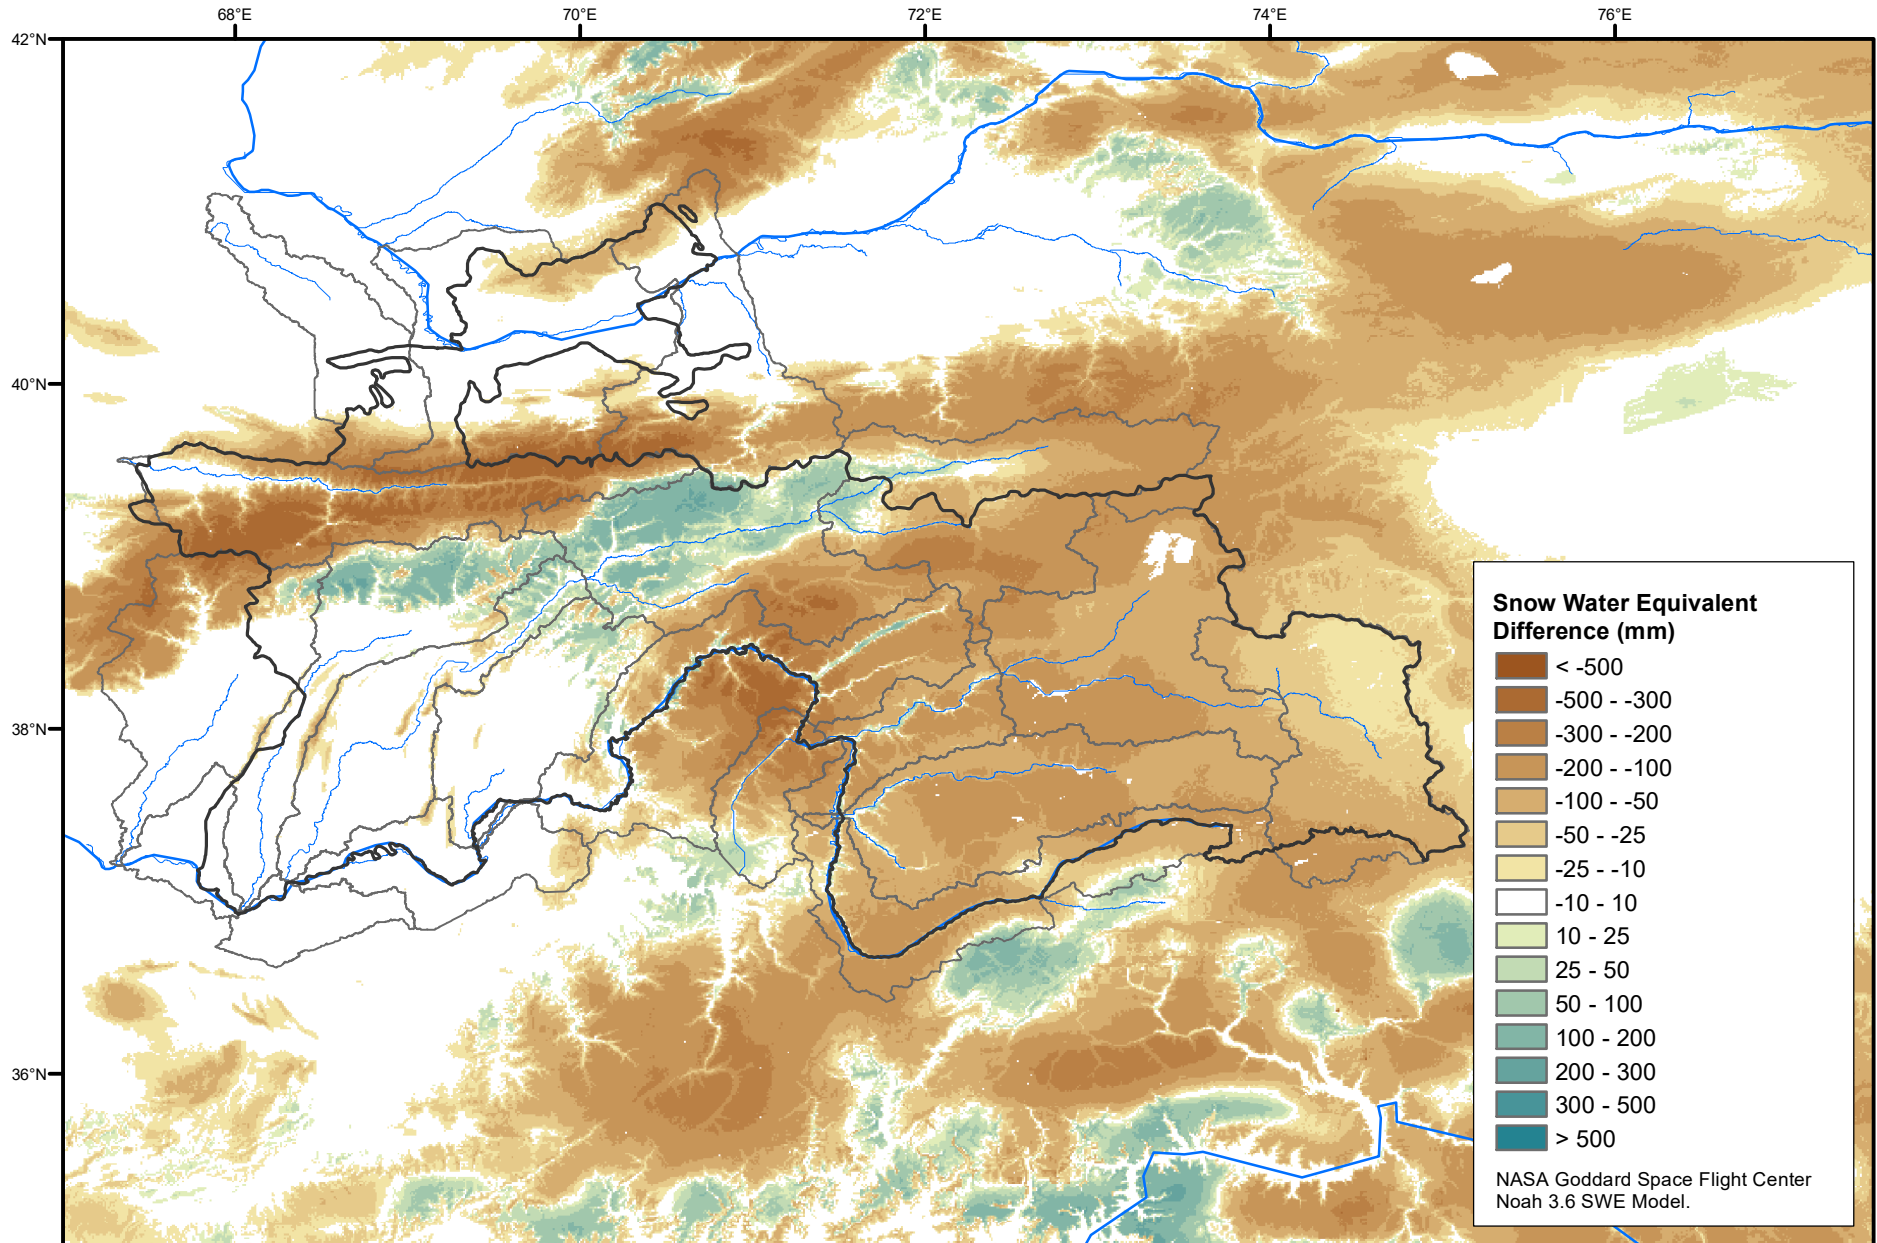 68°E
70°E
72°E
74°E
76°E
42°N
40°N
38°N
36°N
Snow Water Equivalent
Difference (mm)
< -500
-500 - -300
-300 - -200
-200 - -100
-100 - -50
-50 - -25
-25 - -10
-10 - 10
10 - 25
25 - 50
50 - 100
100 - 200
200 - 300
300 - 500
> 500
NASA Goddard Space Flight Center
Noah 3.6 SWE Model.